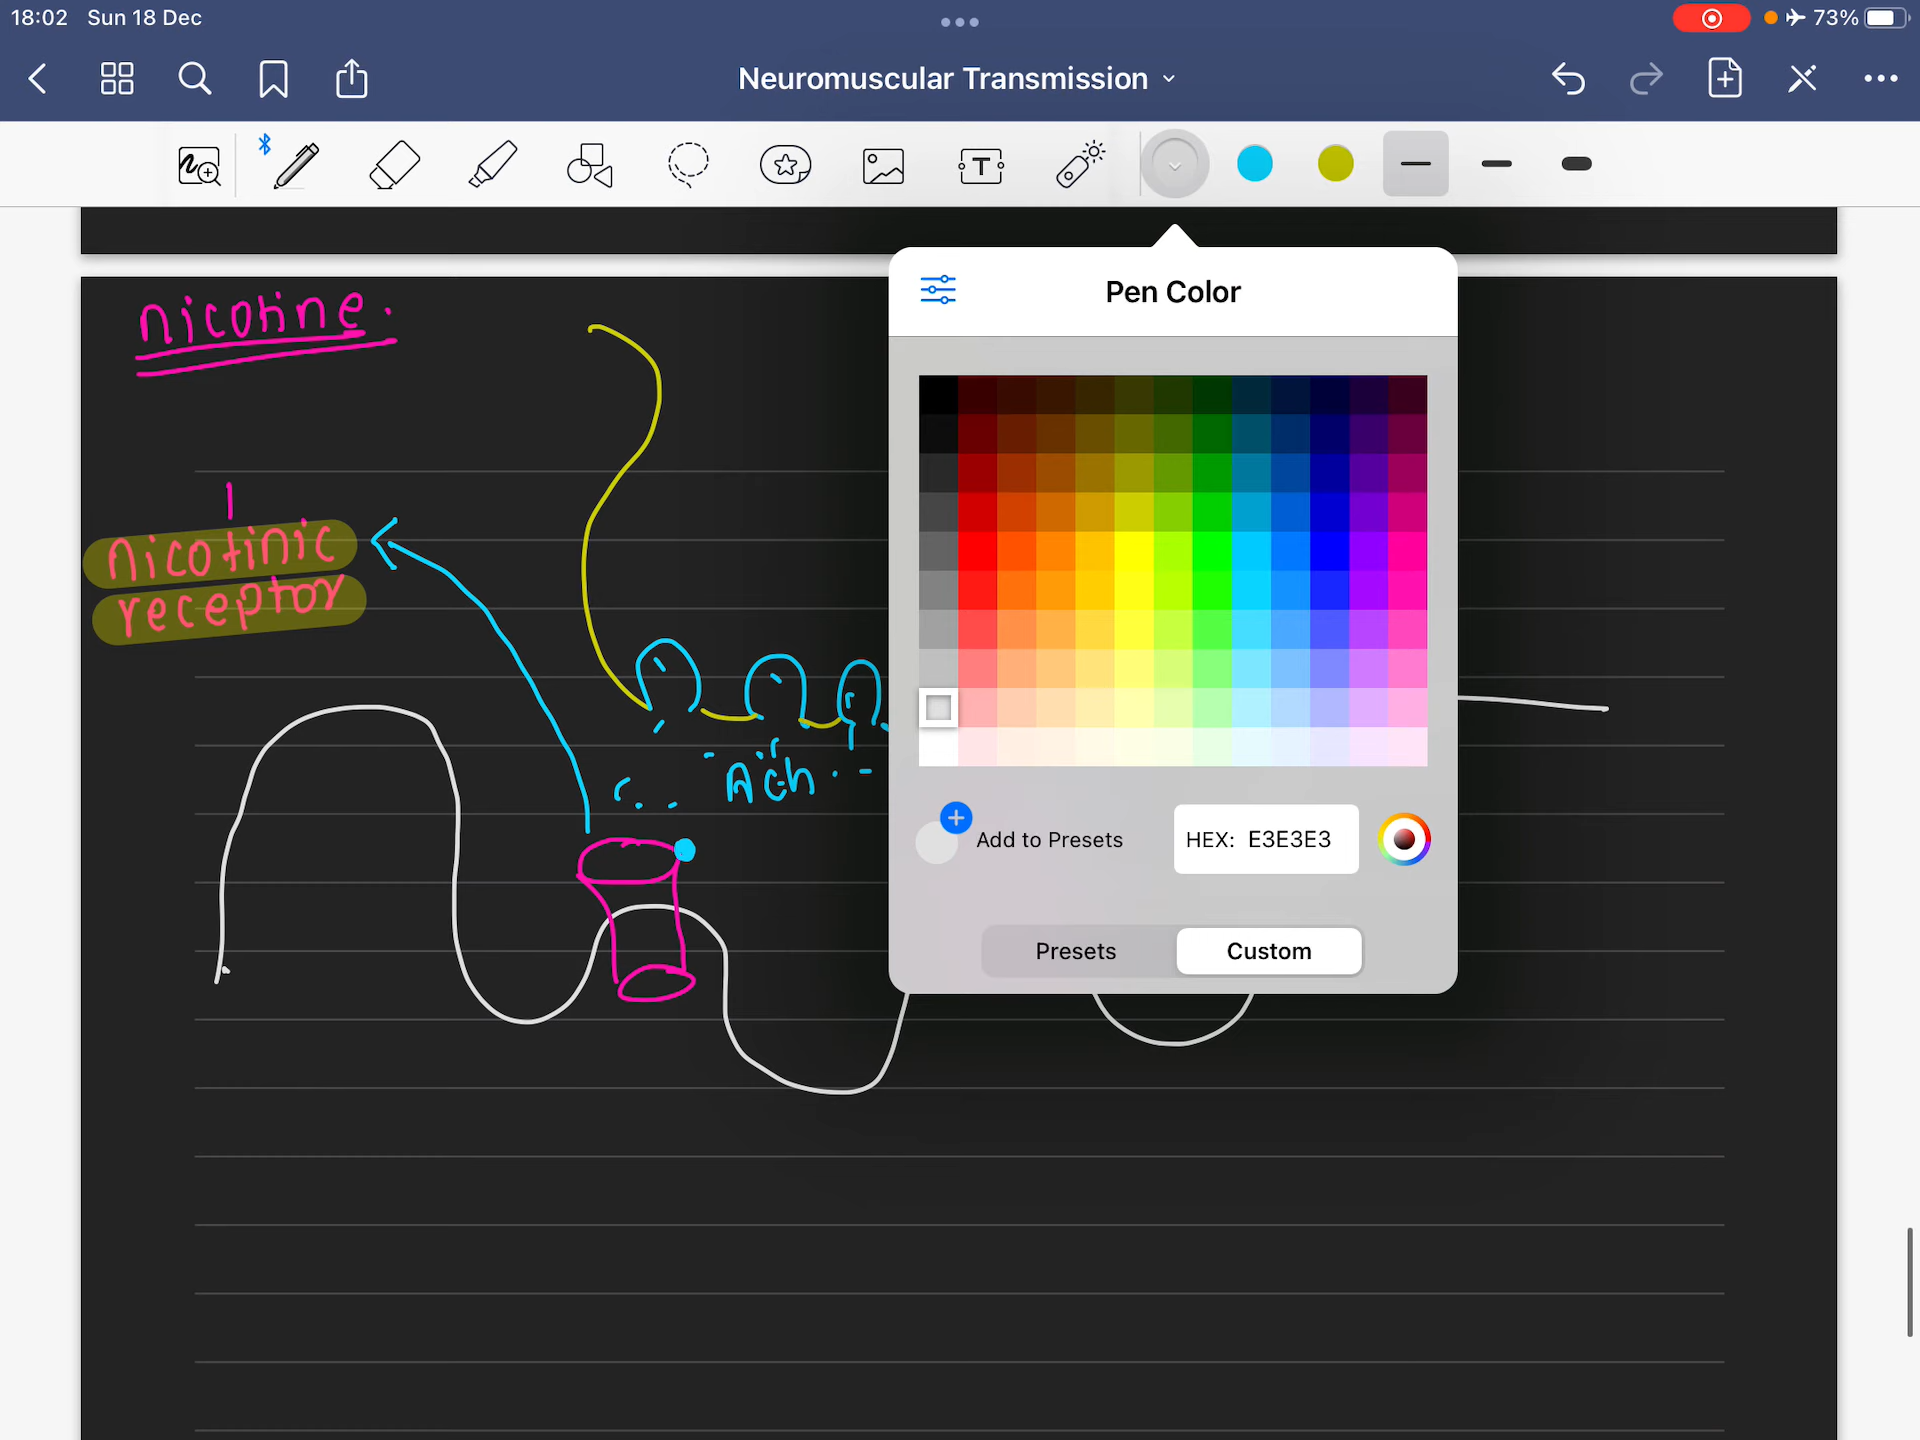 18:02 Sun 18 Dec
73%
Neuromuscular Transmission
T
Pen Color
nicotine.
nicotinic
receptor
Ach
Add to Presets
HEX: E3E3E3
Presets
Custom